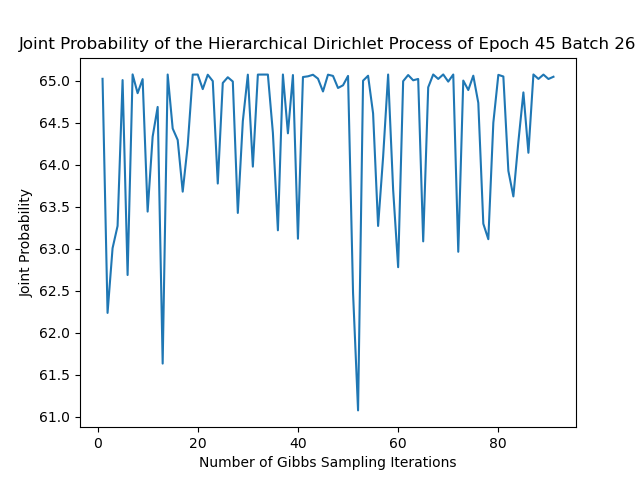 Joint Probability of the Hierarchical Dirichlet Process of Epoch 45 Batch 26
65.0
64.5
64.0
63.5
63.0
62.5
62.0
61.5
61.0
Joint Probability
0 20 40 60 80
Number of Gibbs Sampling Iterations